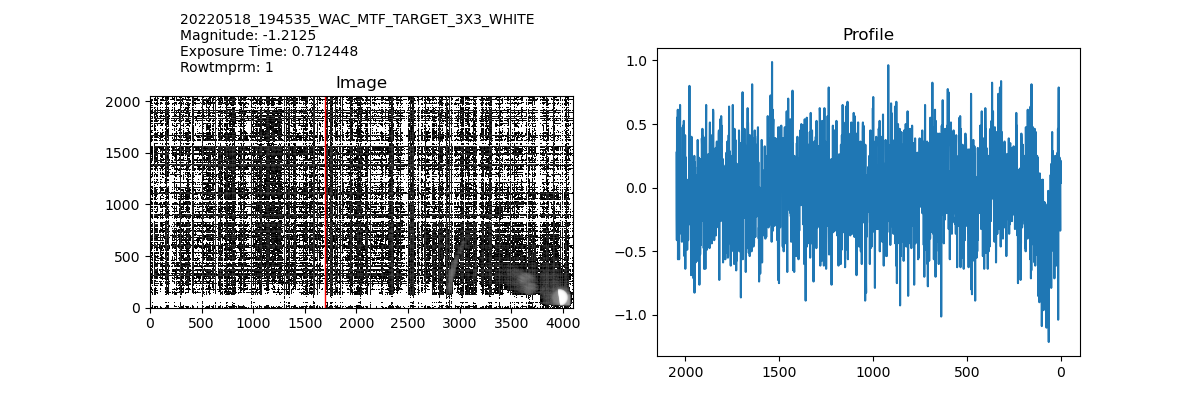 20220518_194535_WAC_MTF_TARGET_3X3_WHITE
Magnitude: -1.2125
Exposure Time: 0.712448
Rowtmprm: 1
Image
2000
1500
1000
500
0
0 500 1000 1500 2000 2500 3000 3500 4000
Profile
1.0
0.5
0.0
−0.5
−1.0
2000 1500 1000 500 0